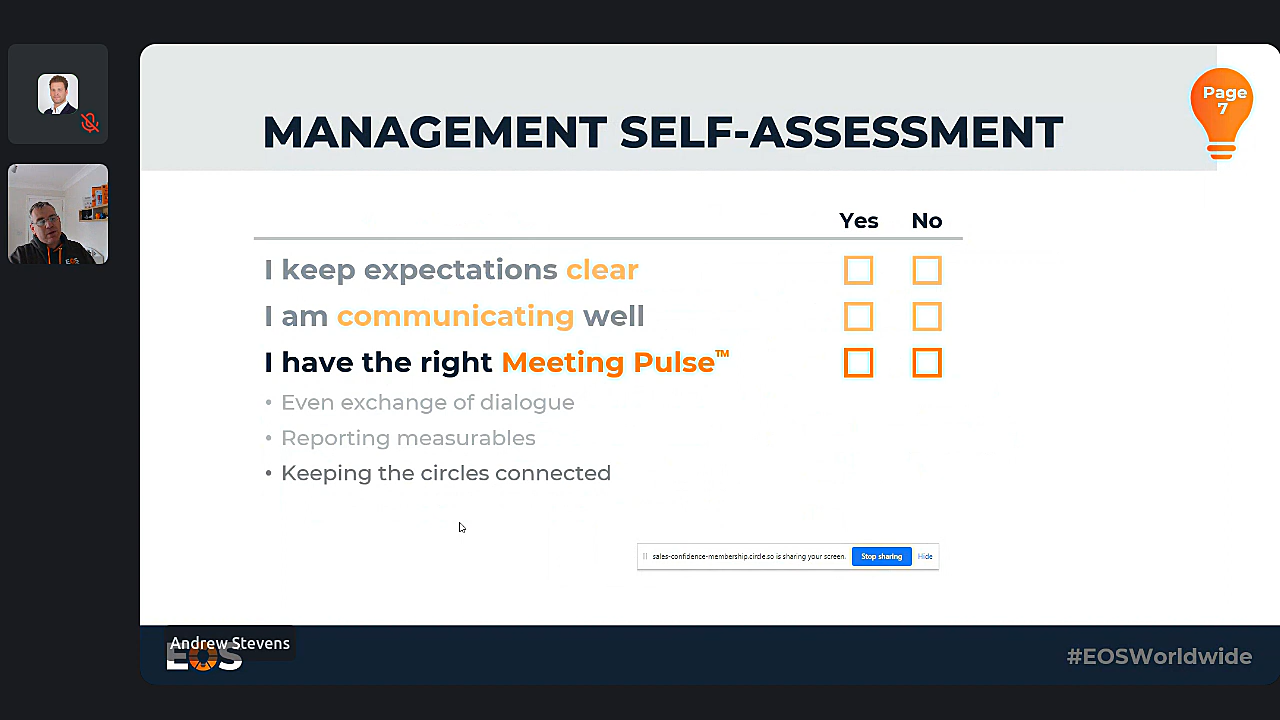 Page
7
MANAGEMENT SELF-ASSESSMENT
Yes No
I keep expectations clear
I am communicating well
I have the right Meeting Pulse™
• Even exchange of dialogue
• Reporting measurables
• Keeping the circles connected
sales-confidence-membership.circle.so is sharing your screen. Stop sharing Hide
Andrew Stevens
EOS
#EOSWorldwide
EOS